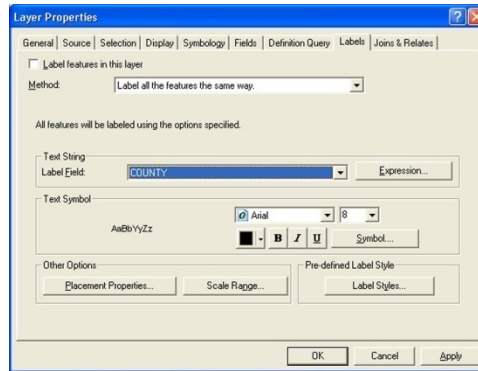 Layer Properties
General Source Selection Display Symbology Fields Definition Query Labels Joins & Relates
Label features in this layer
Method: Label all the features the same way.
All features will be labeled using the options specified.
Text String
Label Field: COUNTY Expression...
Text Symbol
AaBbYyZz
Arial 8
B I U Symbol...
Other Options Pre-defined Label Style
Placement Properties... Scale Range... Label Styles...
OK Cancel Apply